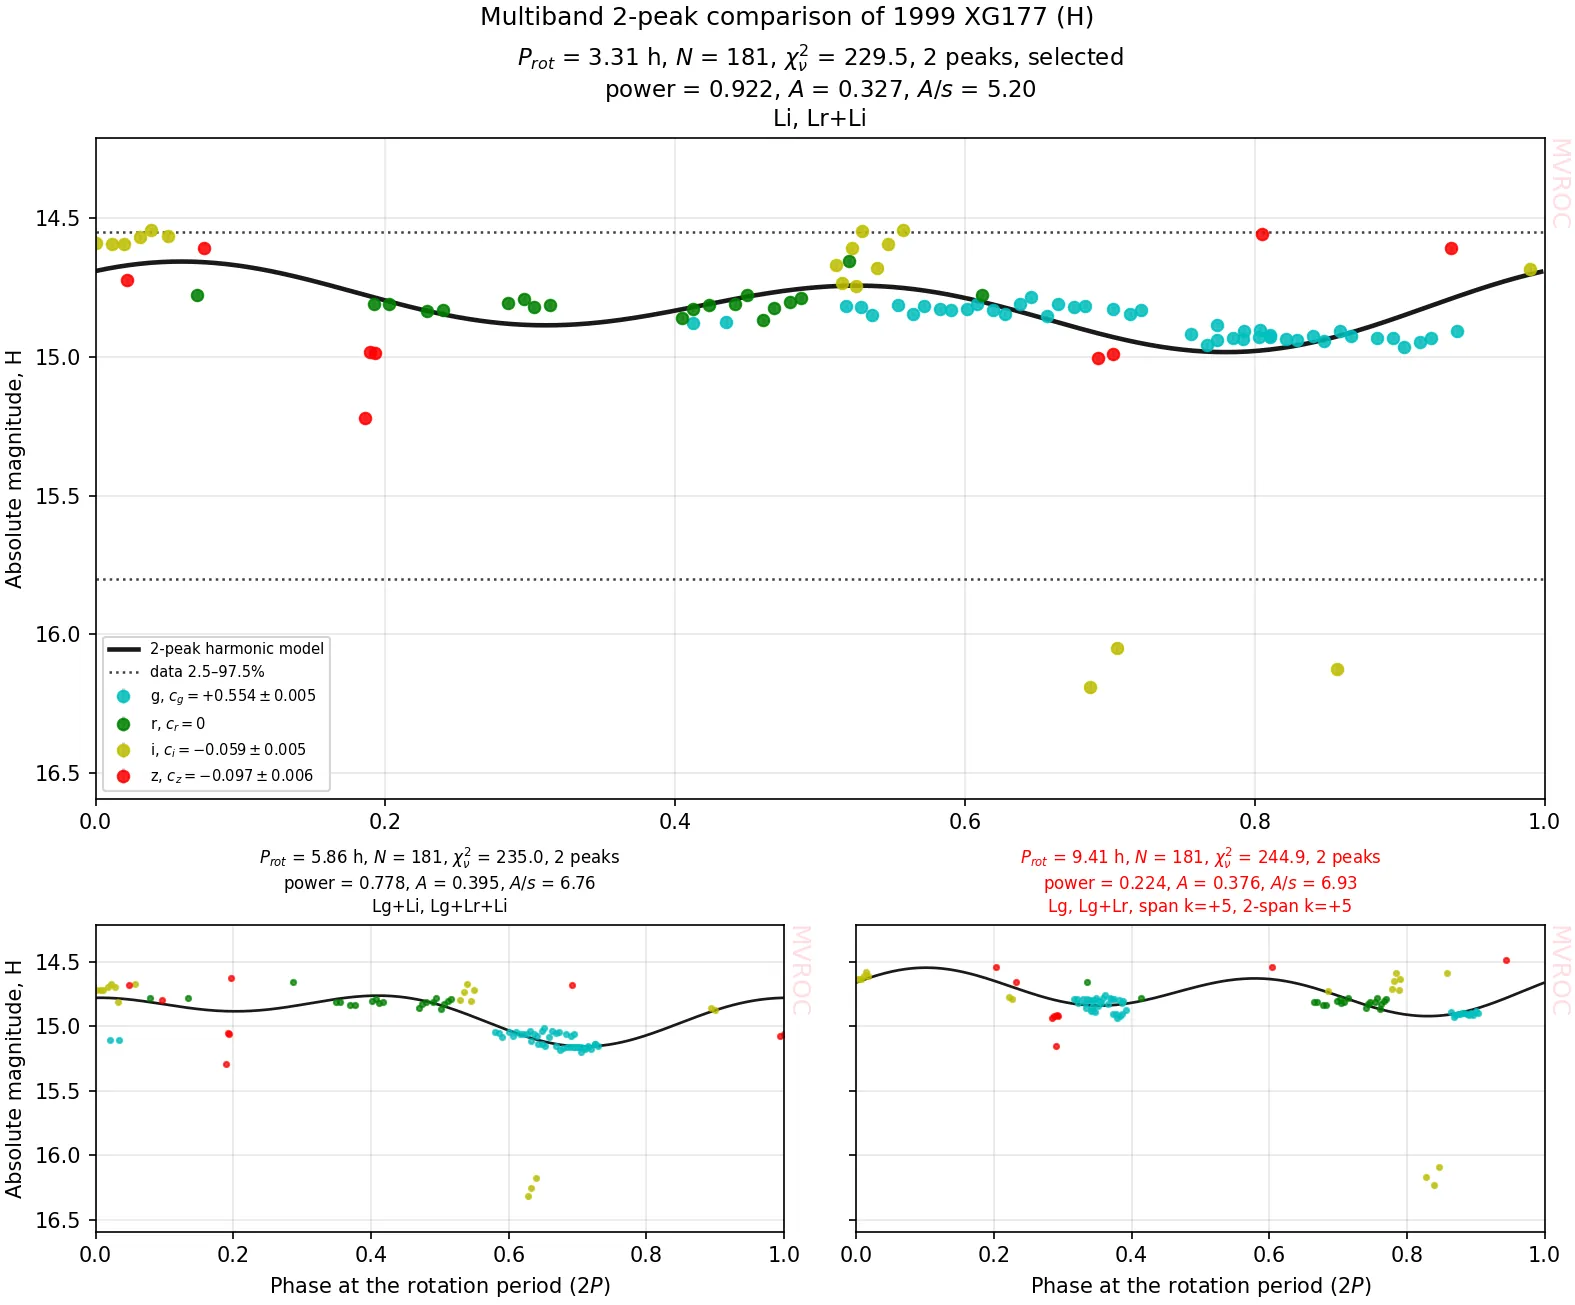 Multiband 2-peak comparison of 1999 XG177 (H)
P_rot = 3.31 h, N = 181, χ²_ν = 229.5, 2 peaks, selected
power = 0.922, A = 0.327, A/s = 5.20
Li, Lr+Li
MVROC
Absolute magnitude, H
14.5
15.0
15.5
16.0
16.5
2-peak harmonic model
data 2.5–97.5%
g, c_g = +0.554 ± 0.005
r, c_r = 0
i, c_i = −0.059 ± 0.005
z, c_z = −0.097 ± 0.006
0.0 0.2 0.4 0.6 0.8 1.0
P_rot = 5.86 h, N = 181, χ²_ν = 235.0, 2 peaks
power = 0.778, A = 0.395, A/s = 6.76
Lg+Li, Lg+Lr+Li
MVROC
Absolute magnitude, H
14.5
15.0
15.5
16.0
16.5
0.0 0.2 0.4 0.6 0.8 1.0
Phase at the rotation period (2P)
P_rot = 9.41 h, N = 181, χ²_ν = 244.9, 2 peaks
power = 0.224, A = 0.376, A/s = 6.93
Lg, Lg+Lr, span k=+5, 2-span k=+5
MVROC
0.0 0.2 0.4 0.6 0.8 1.0
Phase at the rotation period (2P)